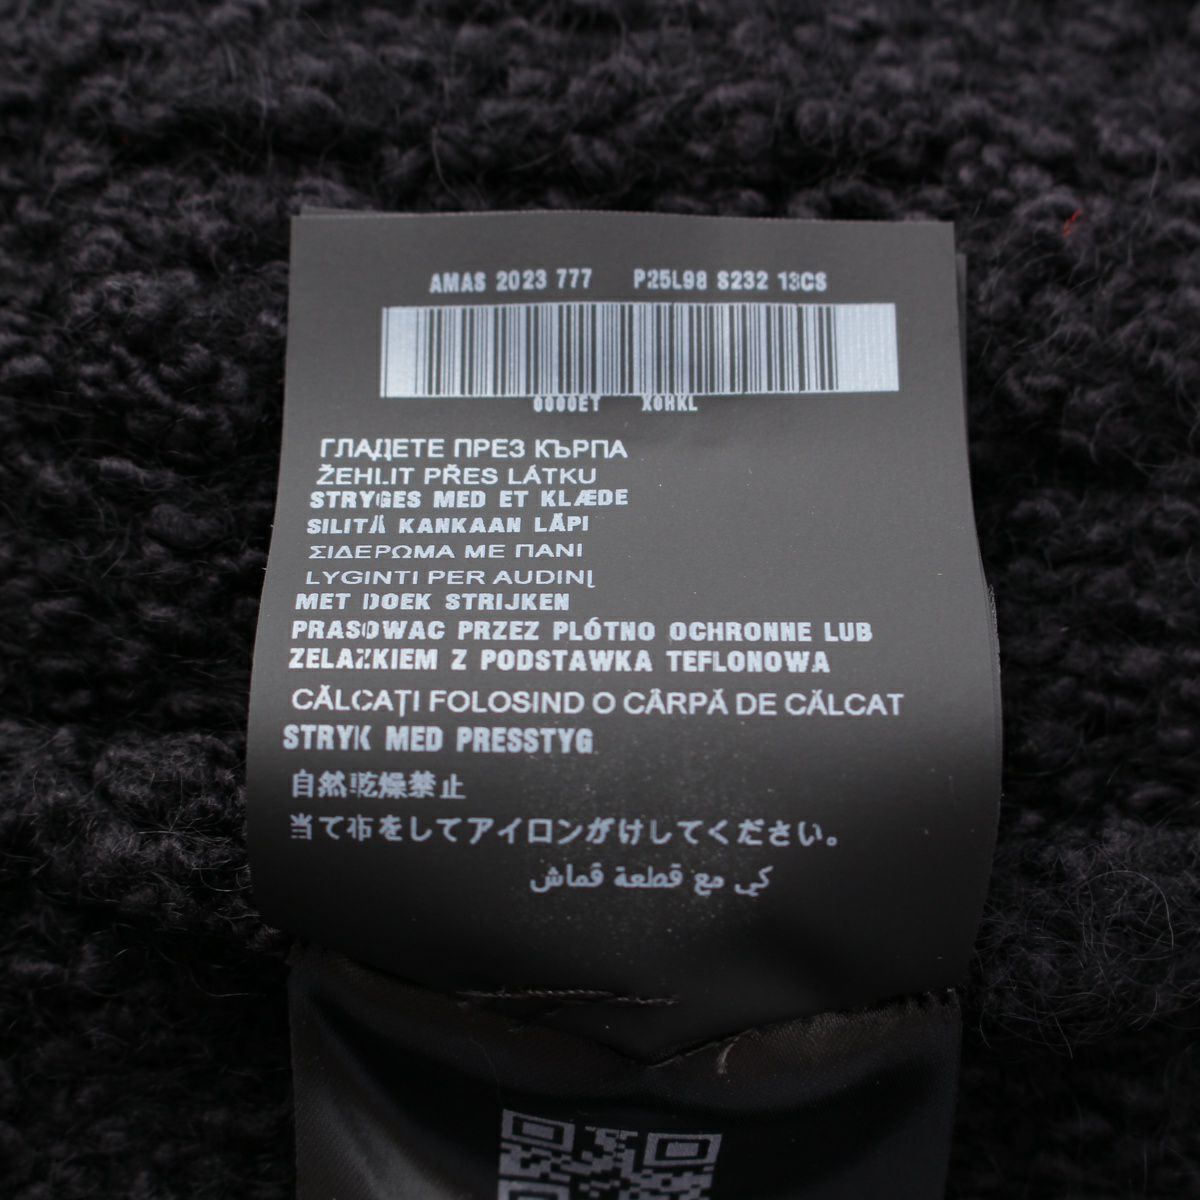 AMAS 2023 777 P25L98 S232 13CS
0000ET X0HKL
ГЛАДЕТЕ ПРЕЗ КЪРПА
ŽEHLIT PŘES LÁTKU
STRYGES MED ET KLÆDE
SILITÄ KANKAAN LÄPI
ΣΙΔΕΡΩΜΑ ΜΕ ΠΑΝΙ
LYGINTI PER AUDINĮ
MET DOEK STRIJKEN
PRASOWAC PRZEZ PLÓTNO OCHRONNE LUB
ZELAZKIEM Z PODSTAWKA TEFLONOWA
CĂLCAȚI FOLOSIND O CÂRPĂ DE CĂLCAT
STRYK MED PRESSTYG
自然乾燥禁止
当て布をしてアイロンがけしてください。
كي مع قطعة قماش